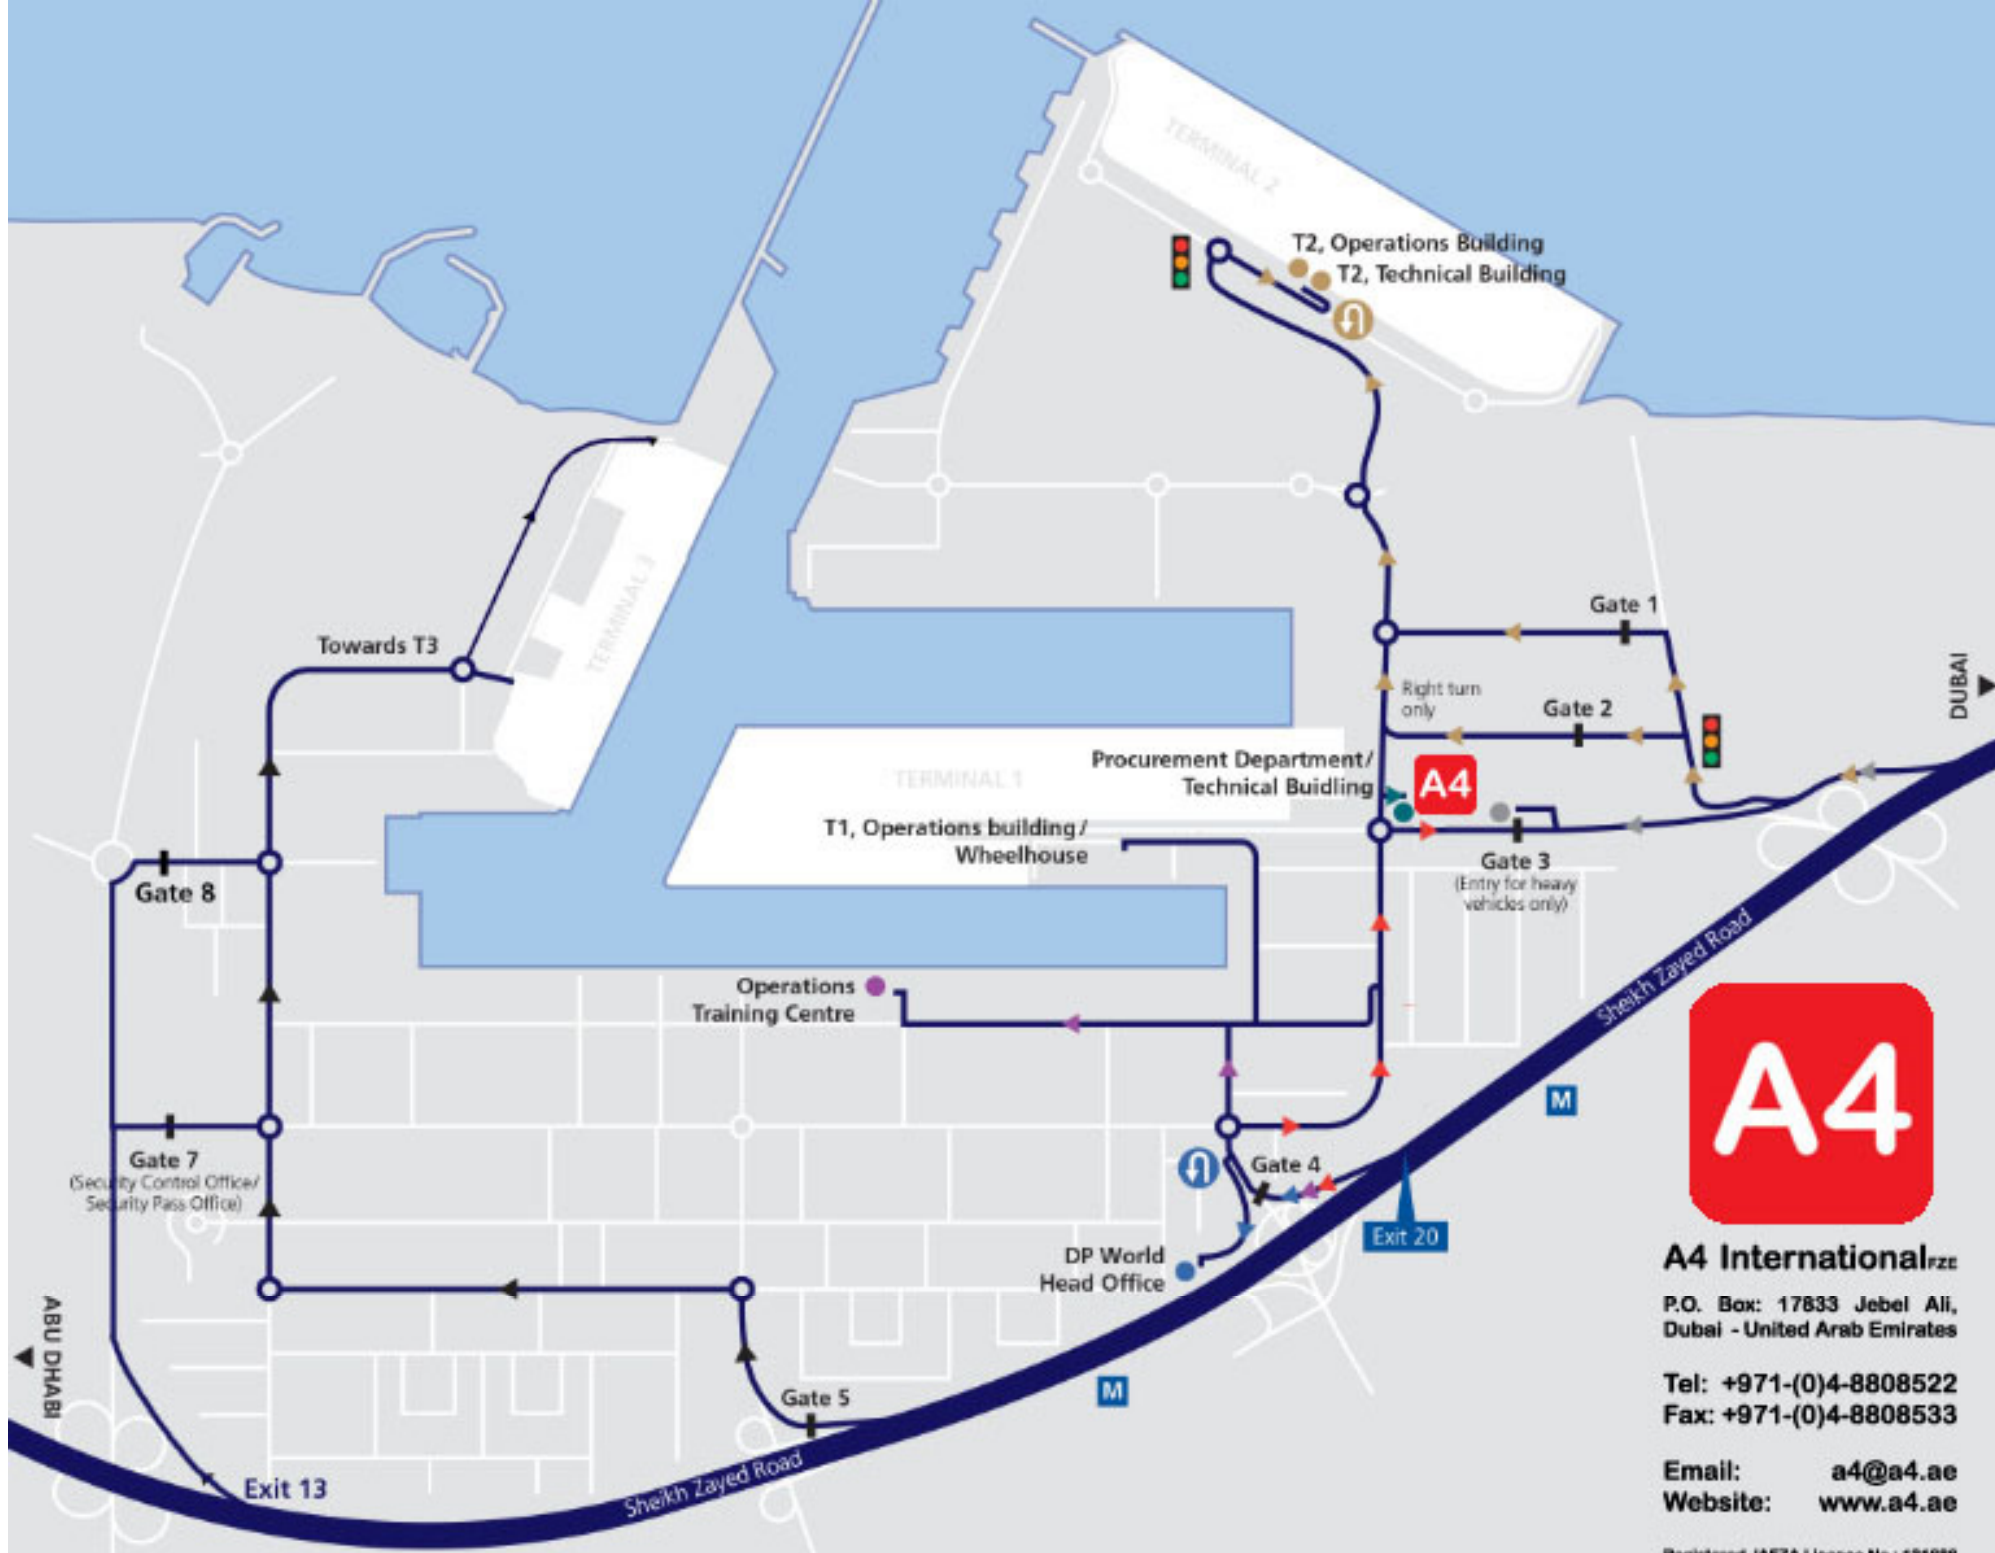 TERMINAL 2
T2, Operations Building
T2, Technical Building
TERMINAL 3
Towards T3
Gate 1
Right turn
only
Gate 2
DUBAI
Procurement Department/
Technical Buidling
A4
TERMINAL 1
T1, Operations building/
Wheelhouse
Gate 3
(Entry for heavy
vehicles only)
Gate 8
Sheikh Zayed Road
Operations
Training Centre
A4
M
Gate 7
(Security Control Office/
Security Pass Office)
Gate 4
Exit 20
DP World
Head Office
ABU DHABI
M
Gate 5
Sheikh Zayed Road
Exit 13
A4 International FZE
P.O. Box: 17833 Jebel Ali,
Dubai - United Arab Emirates
Tel: +971-(0)4-8808522
Fax: +971-(0)4-8808533
Email: a4@a4.ae
Website: www.a4.ae